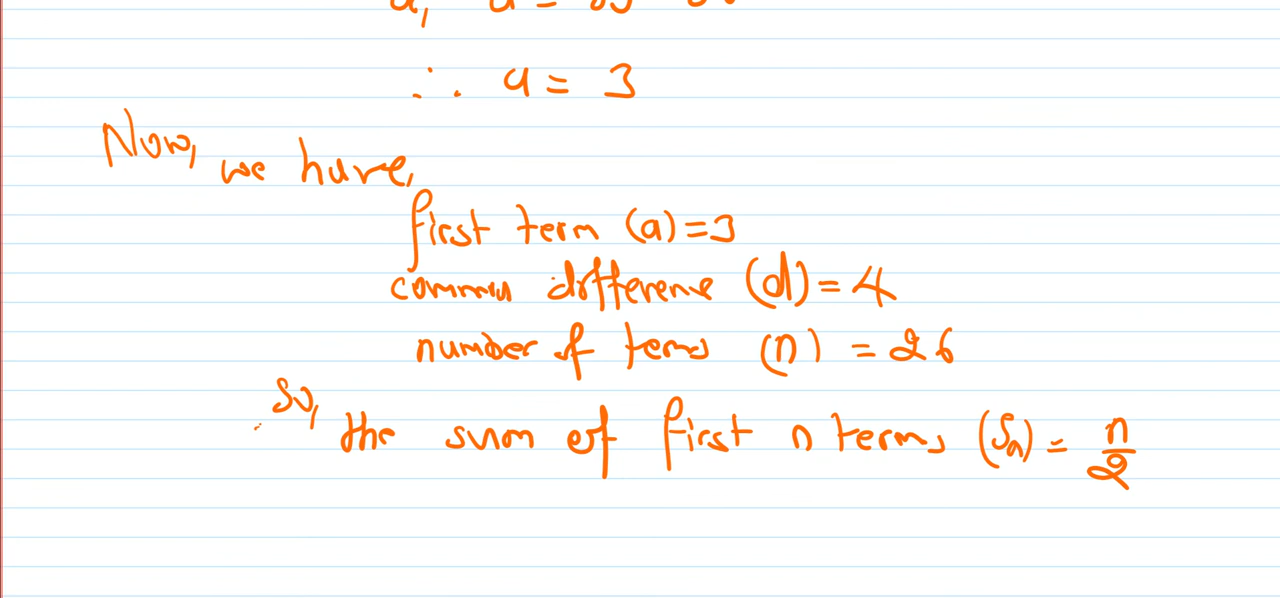 ∴ a = 3
Now, we have,
first term (a) = 3
common difference (d) = 4
number of terms (n) = 26
So, the sum of first n terms (Sn) = n/2